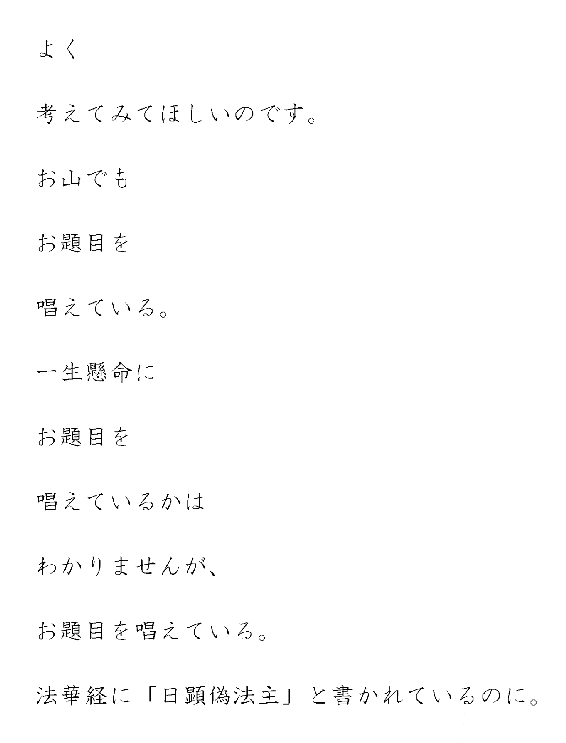 よく
考えてみてほしいのです。
お山でも
お題目を
唱えている。
一生懸命に
お題目を
唱えているかは
わかりませんが、
お題目を唱えている。
法華経に「日顕偽法主」と書かれているのに。